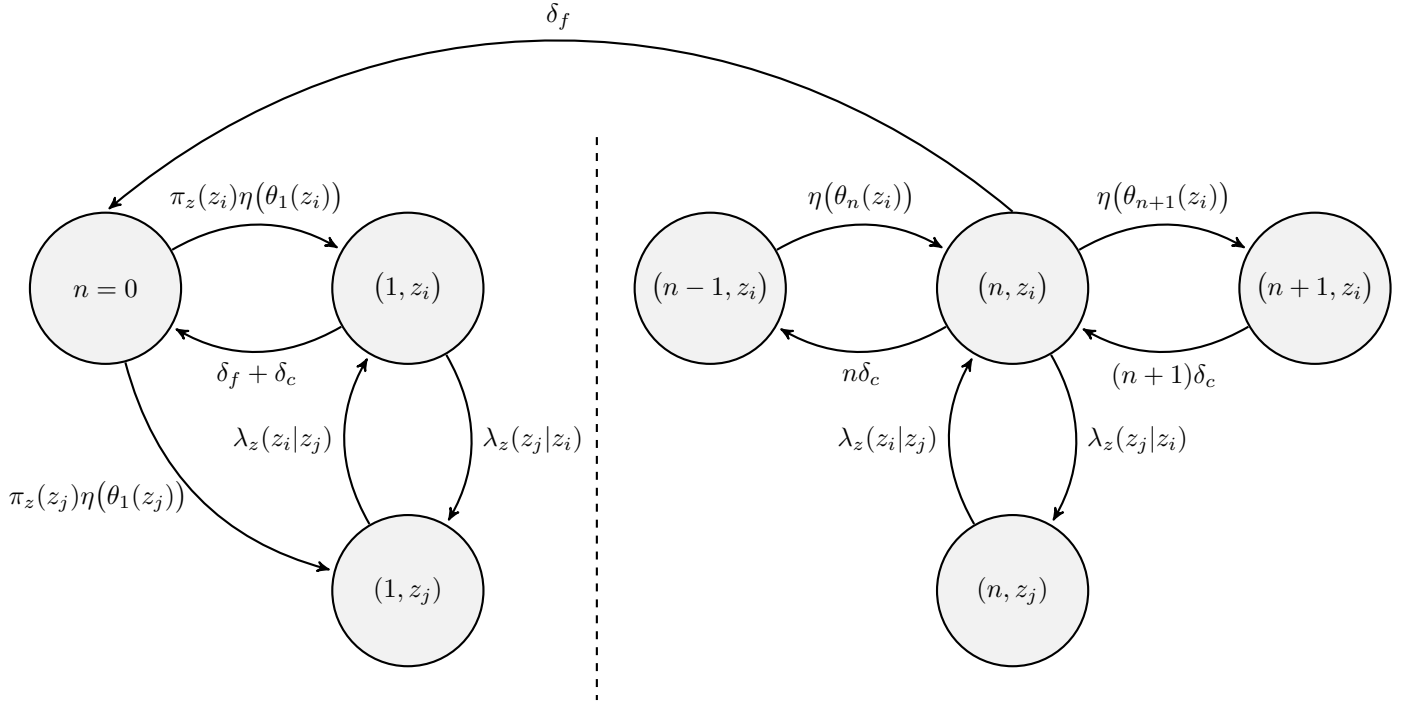 δ_f
π_z(z_i)η(θ_1(z_i))
η(θ_n(z_i))
η(θ_{n+1}(z_i))
n = 0
(1, z_i)
(n − 1, z_i)
(n, z_i)
(n + 1, z_i)
δ_f + δ_c
nδ_c
(n + 1)δ_c
λ_z(z_i|z_j)
λ_z(z_j|z_i)
λ_z(z_i|z_j)
λ_z(z_j|z_i)
π_z(z_j)η(θ_1(z_j))
(1, z_j)
(n, z_j)